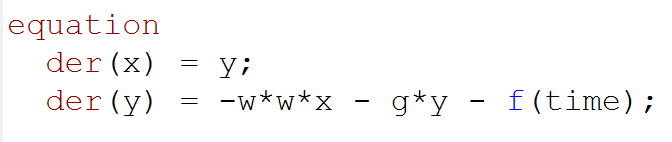 equation
der(x) = y;
der(y) = -w*w*x - g*y - f(time);